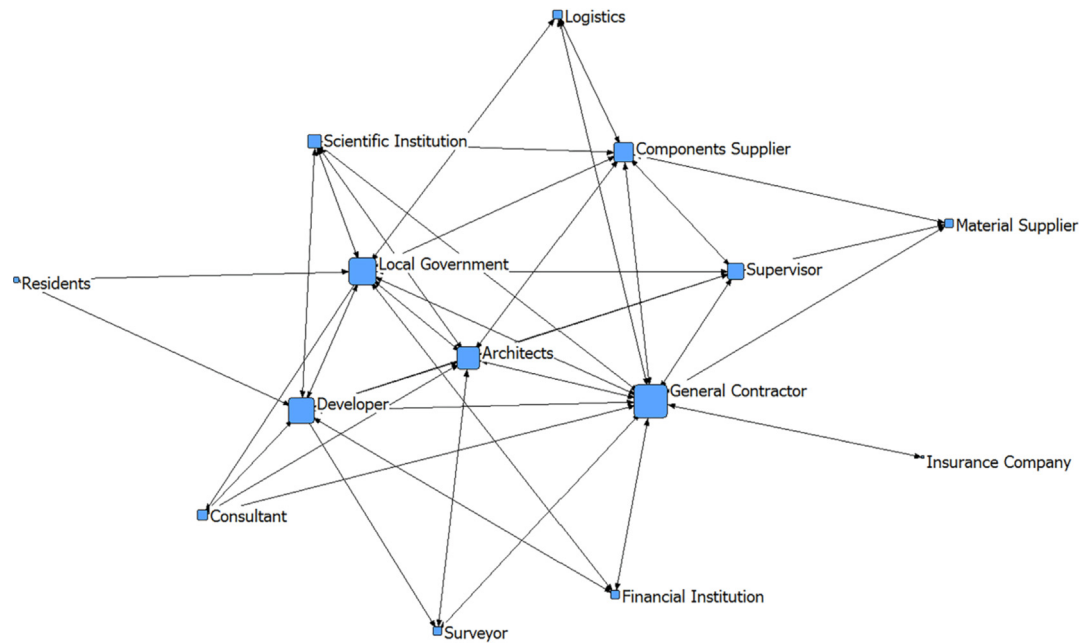 Logistics
Scientific Institution
Components Supplier
Material Supplier
Local Government
Supervisor
Residents
Architects
General Contractor
Developer
Insurance Company
Consultant
Financial Institution
Surveyor